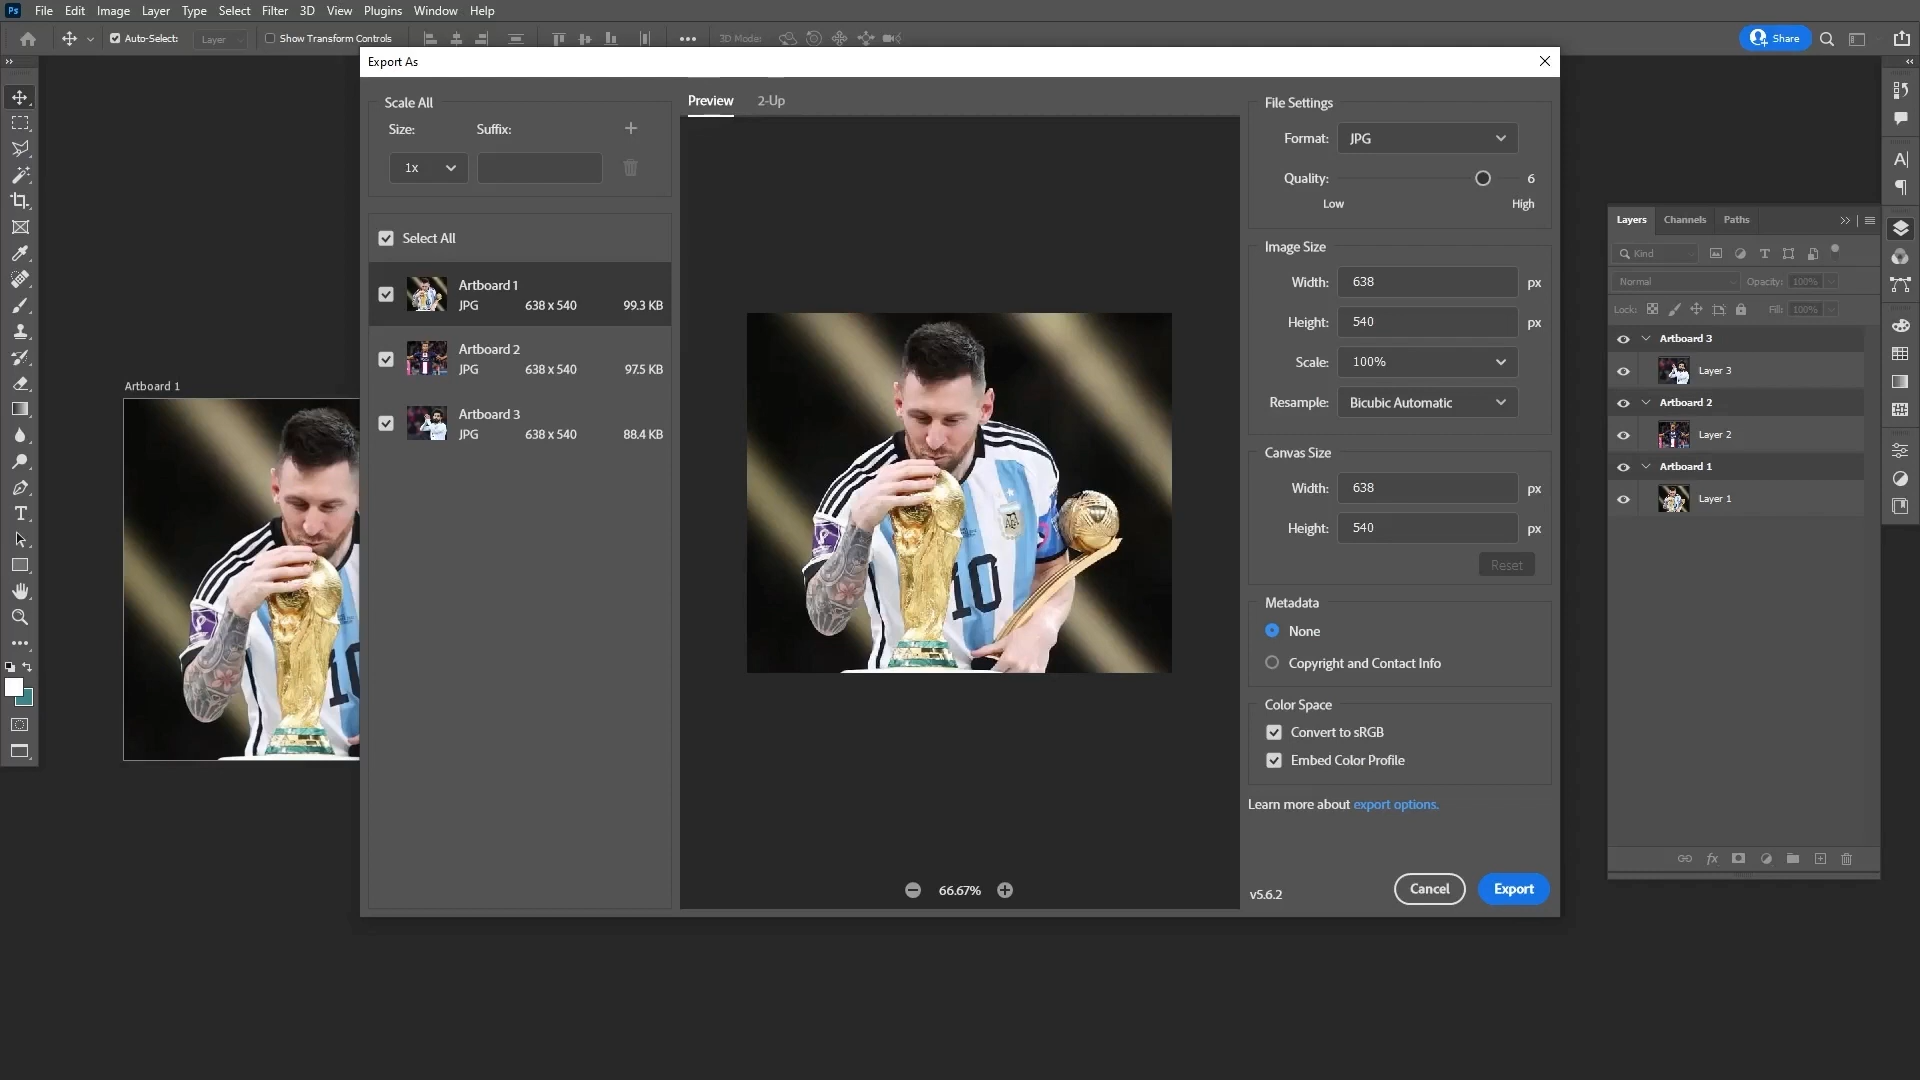 Ps File Edit Image Layer Type Select Filter 3D View Plugins Window Help
Auto-Select: Layer Show Transform Controls 3D Mode: Share
Export As
Scale All
Size: Suffix:
1x
Select All
Artboard 1
JPG 638 x 540 99.3 KB
Artboard 2
JPG 638 x 540 97.5 KB
Artboard 3
JPG 638 x 540 88.4 KB
Preview 2-Up
10
66.67%
File Settings
Format: JPG
Quality: 6
Low High
Image Size
Width: 638 px
Height: 540 px
Scale: 100%
Resample: Bicubic Automatic
Canvas Size
Width: 638 px
Height: 540 px
Reset
Metadata
None
Copyright and Contact Info
Color Space
Convert to sRGB
Embed Color Profile
Learn more about export options.
v5.6.2 Cancel Export
Artboard 1
Layers Channels Paths
Kind
Normal Opacity: 100%
Lock: Fill: 100%
Artboard 3
Layer 3
Artboard 2
Layer 2
Artboard 1
Layer 1